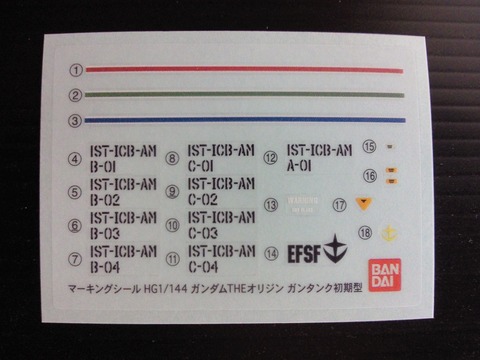 ①
②
③
④ IST-ICB-AM
B-01
⑤ IST-ICB-AM
B-02
⑥ IST-ICB-AM
B-03
⑦ IST-ICB-AM
B-04
⑧ IST-ICB-AM
C-01
⑨ IST-ICB-AM
C-02
⑩ IST-ICB-AM
C-03
⑪ IST-ICB-AM
C-04
⑫ IST-ICB-AM
A-01
⑬
⑭ EFSF
⑮
⑯
⑰
⑱
BAN
DAI
マーキングシール HG1/144 ガンダムTHEオリジン ガンタンク初期型